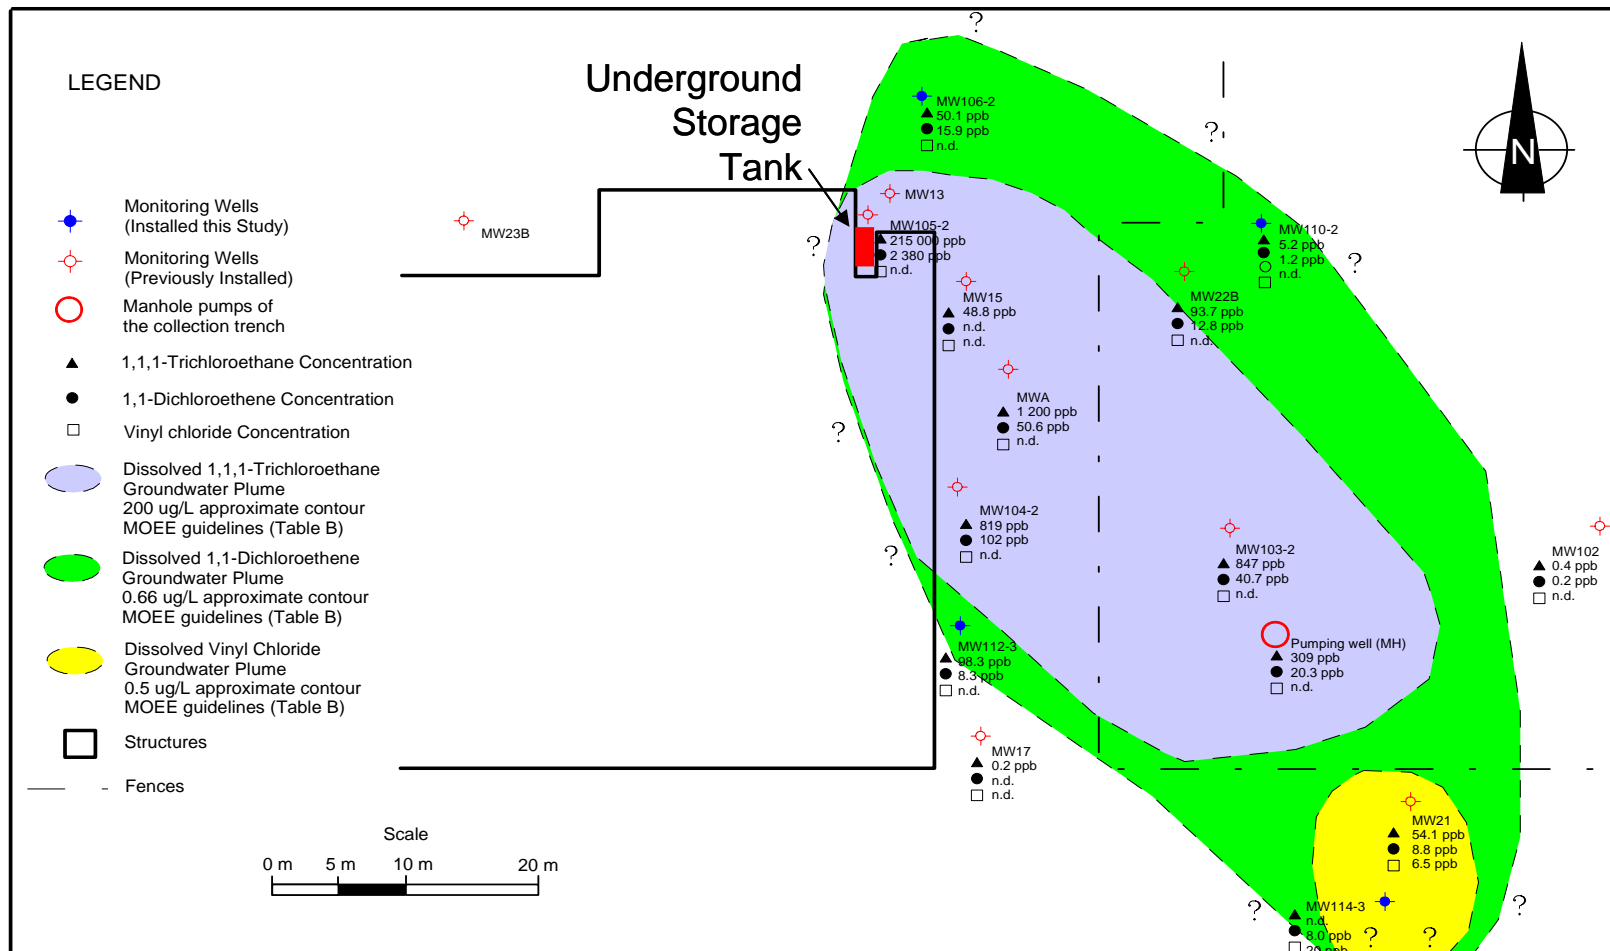 LEGEND
Monitoring Wells
(Installed this Study)
Monitoring Wells
(Previously Installed)
Manhole pumps of
the collection trench
1,1,1-Trichloroethane Concentration
1,1-Dichloroethene Concentration
Vinyl chloride Concentration
Dissolved 1,1,1-Trichloroethane
Groundwater Plume
200 ug/L approximate contour
MOEE guidelines (Table B)
Dissolved 1,1-Dichloroethene
Groundwater Plume
0.66 ug/L approximate contour
MOEE guidelines (Table B)
Dissolved Vinyl Chloride
Groundwater Plume
0.5 ug/L approximate contour
MOEE guidelines (Table B)
Structures
Fences
Scale
0 m 5 m 10 m 20 m
MW23B
Underground
Storage
Tank
?
MW106-2
50.1 ppb
15.9 ppb
n.d.
?
N
MW13
MW105-2
215 000 ppb
2 380 ppb
n.d.
?
MW110-2
5.2 ppb
1.2 ppb
n.d.
?
MW15
48.8 ppb
n.d.
n.d.
MW22B
93.7 ppb
12.8 ppb
n.d.
MWA
1 200 ppb
50.6 ppb
n.d.
?
MW104-2
819 ppb
102 ppb
n.d.
?
MW103-2
847 ppb
40.7 ppb
n.d.
MW102
0.4 ppb
0.2 ppb
n.d.
MW112-3
98.3 ppb
8.3 ppb
n.d.
Pumping well (MH)
309 ppb
20.3 ppb
n.d.
MW17
0.2 ppb
n.d.
n.d.
MW21
54.1 ppb
8.8 ppb
6.5 ppb
MW114-3
n.d.
8.0 ppb
20 ppb
?
?
?
?